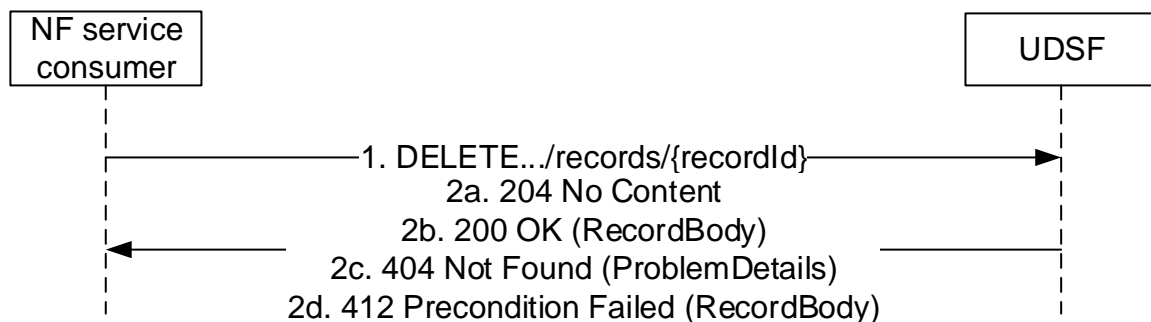 NF service
consumer
UDSF
1. DELETE.../records/{recordId}
2a. 204 No Content
2b. 200 OK (RecordBody)
2c. 404 Not Found (ProblemDetails)
2d. 412 Precondition Failed (RecordBody)